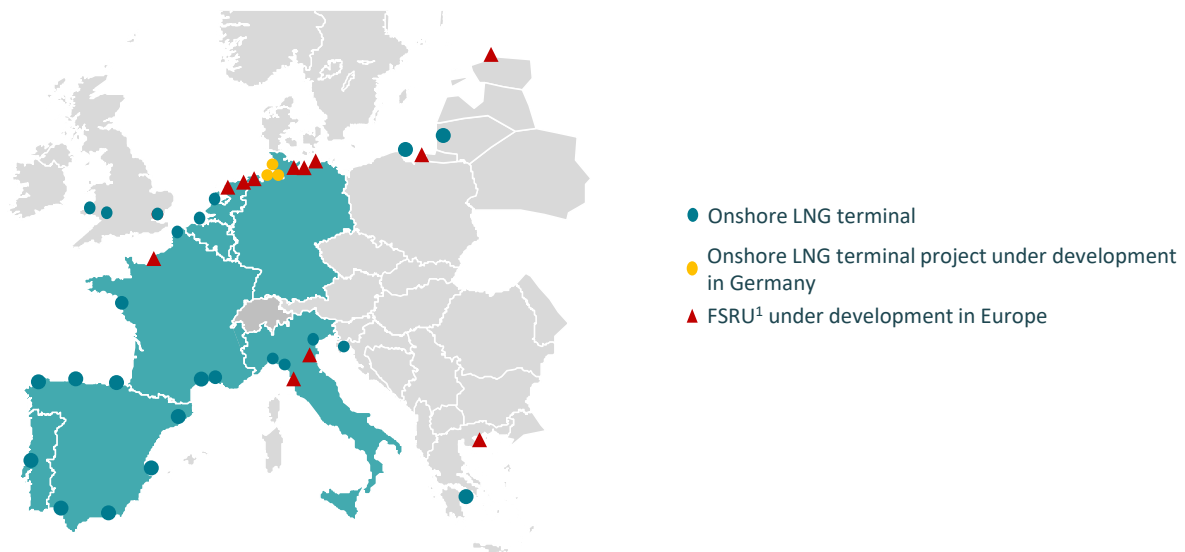 Onshore LNG terminal
Onshore LNG terminal project under development
in Germany
FSRU¹ under development in Europe